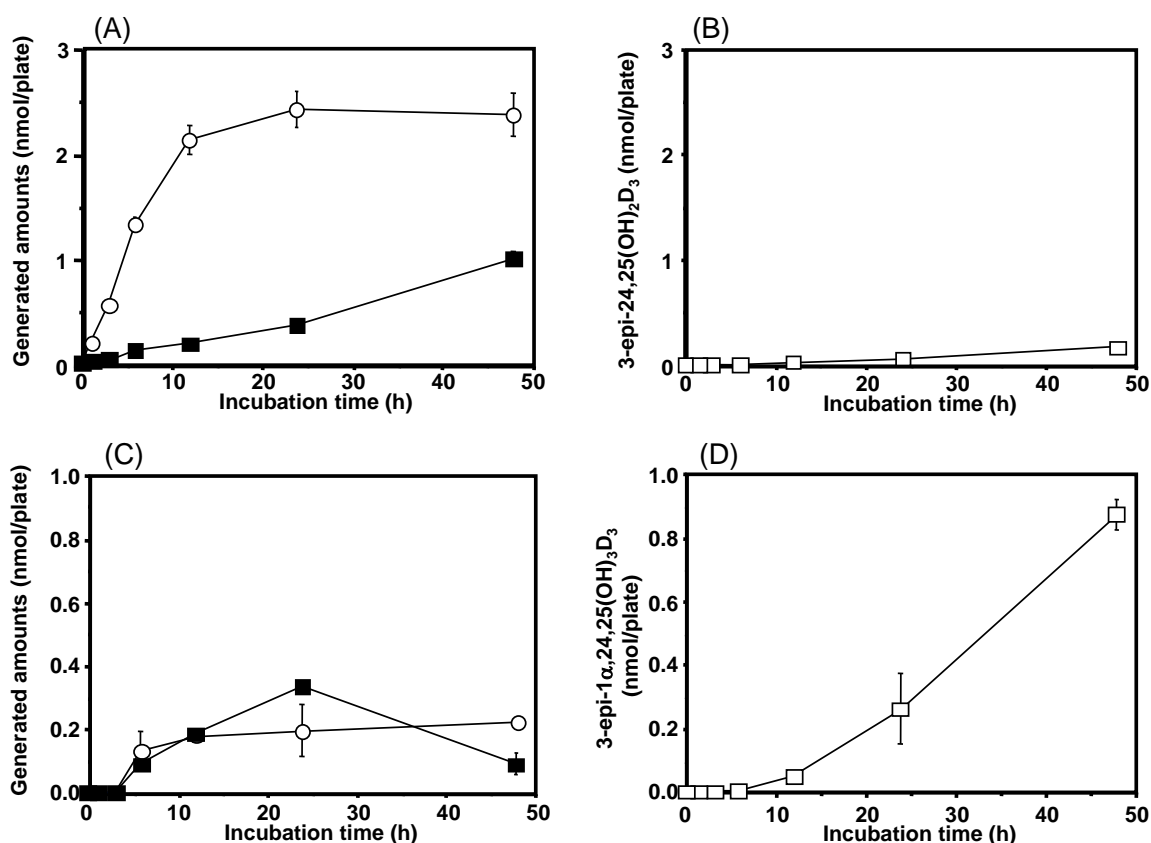 (A)
Generated amounts (nmol/plate)
3
2
1
0
0 10 20 30 40 50
Incubation time (h)
(B)
3-epi-24,25(OH)₂D₃ (nmol/plate)
3
2
1
0
0 10 20 30 40 50
Incubation time (h)
(C)
Generated amounts (nmol/plate)
1.0
0.8
0.6
0.4
0.2
0.0
0 10 20 30 40 50
Incubation time (h)
(D)
3-epi-1α,24,25(OH)₃D₃
(nmol/plate)
1.0
0.8
0.6
0.4
0.2
0.0
0 10 20 30 40 50
Incubation time (h)